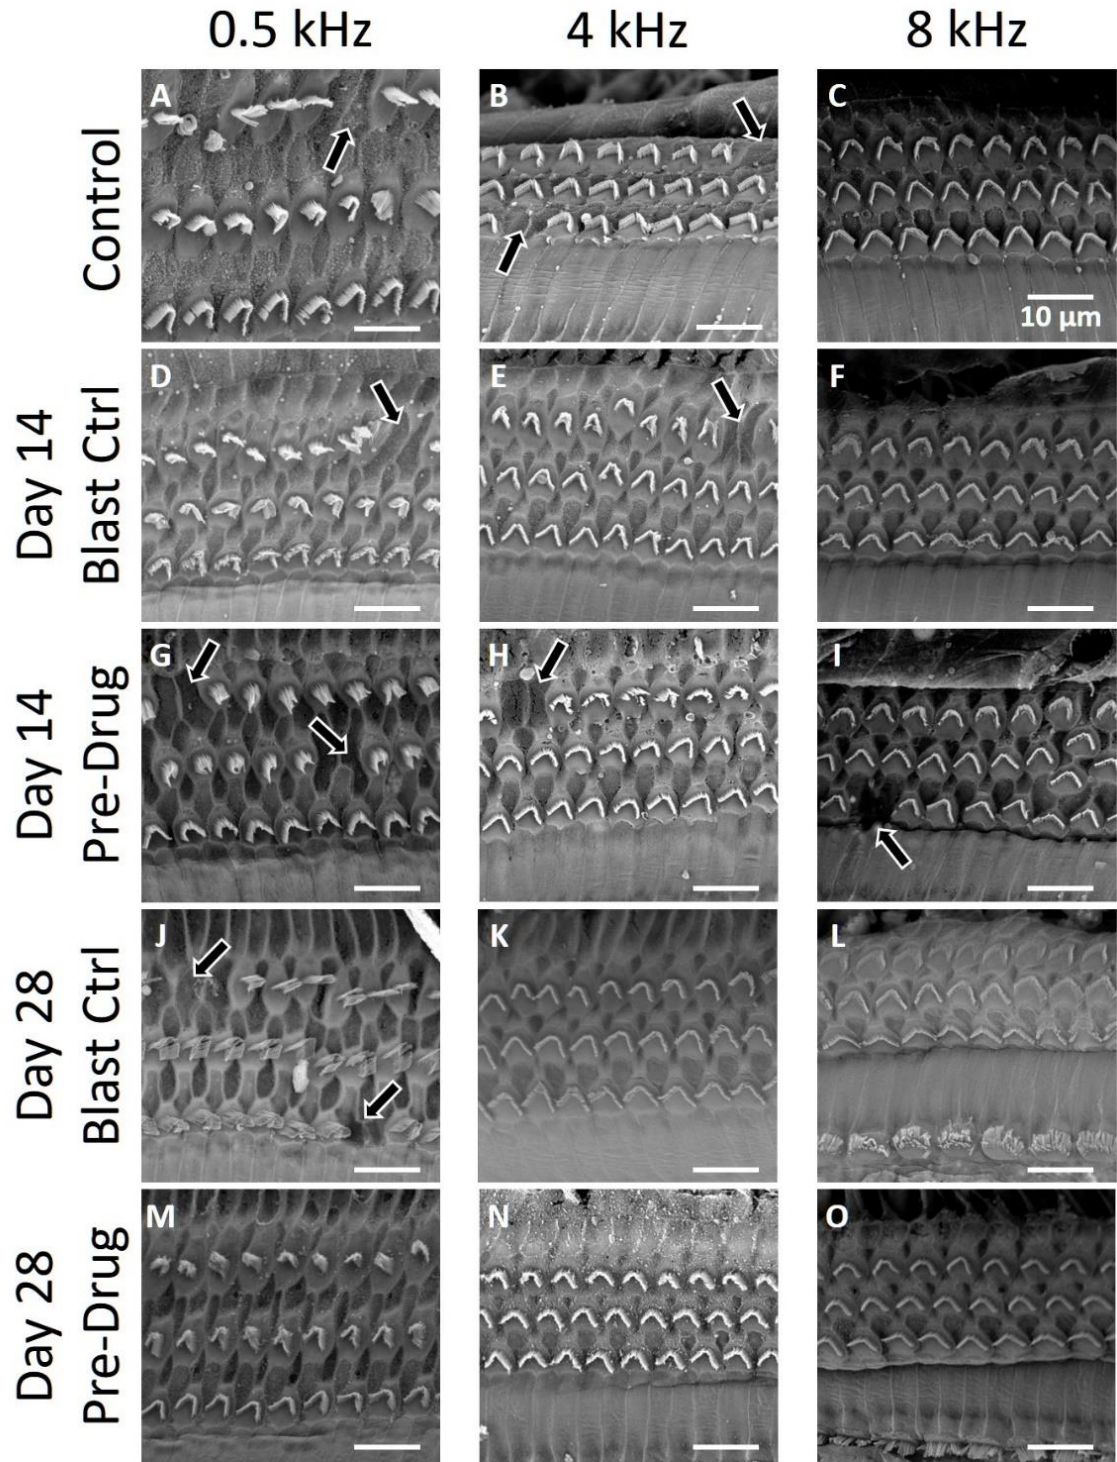 0.5 kHz 4 kHz 8 kHz
Control
A
B
C
10 μm
Day 14
Blast Ctrl
D
E
F
Day 14
Pre-Drug
G
H
I
Day 28
Blast Ctrl
J
K
L
Day 28
Pre-Drug
M
N
O